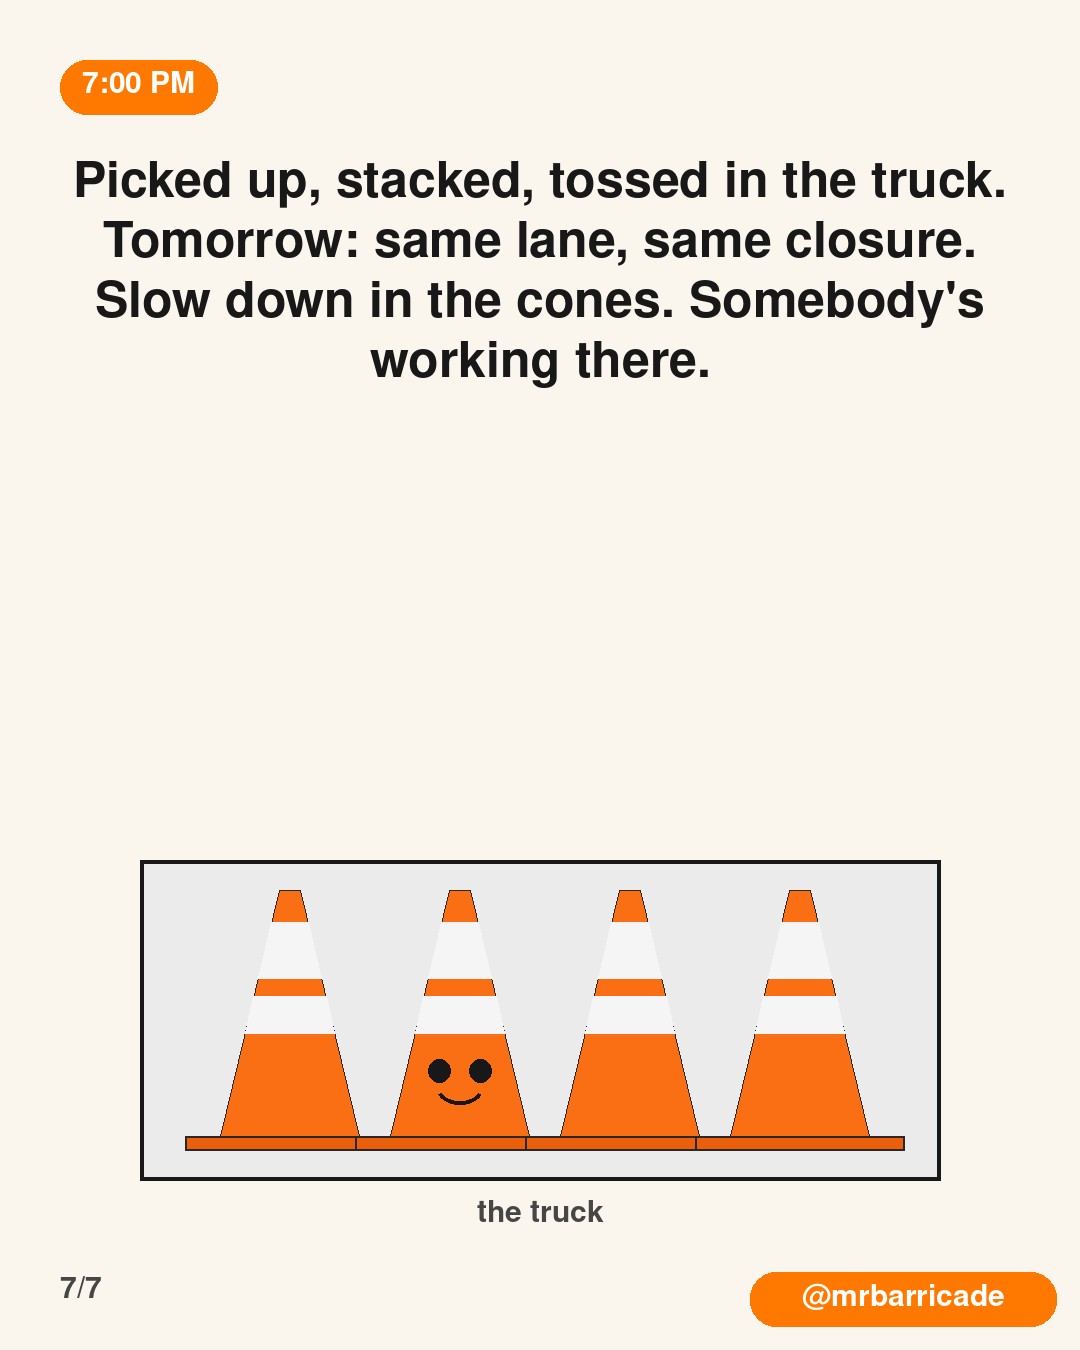 7:00 PM
Picked up, stacked, tossed in the truck.
Tomorrow: same lane, same closure.
Slow down in the cones. Somebody's
working there.
the truck
7/7
@mrbarricade